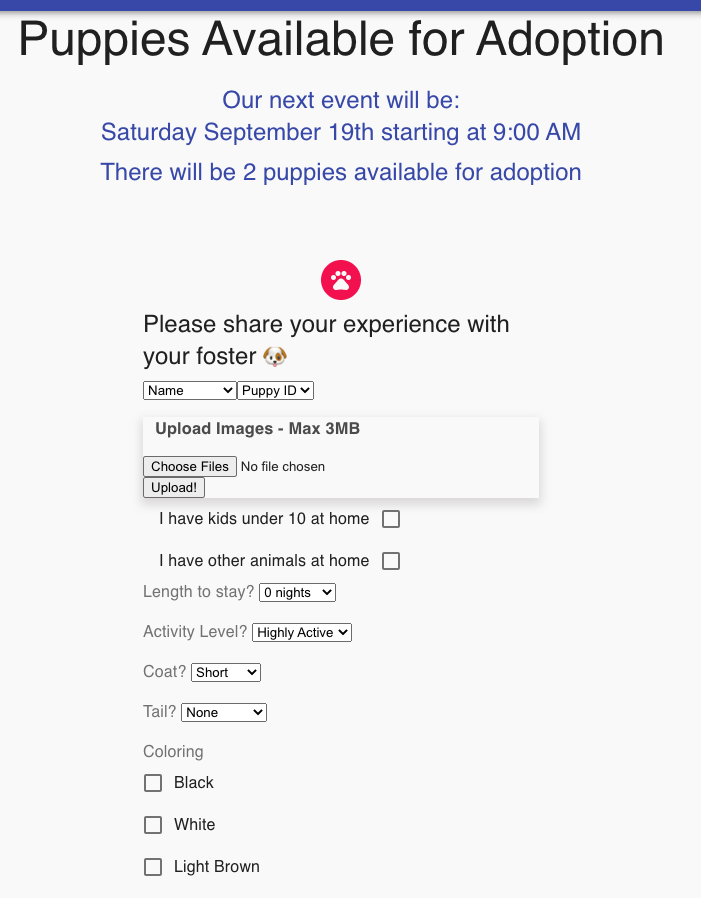 Puppies Available for Adoption
Our next event will be:
Saturday September 19th starting at 9:00 AM
There will be 2 puppies available for adoption
Please share your experience with
your foster 🐶
Name Puppy ID
Upload Images - Max 3MB
Choose Files No file chosen
Upload!
I have kids under 10 at home
I have other animals at home
Length to stay? 0 nights
Activity Level? Highly Active
Coat? Short
Tail? None
Coloring
Black
White
Light Brown